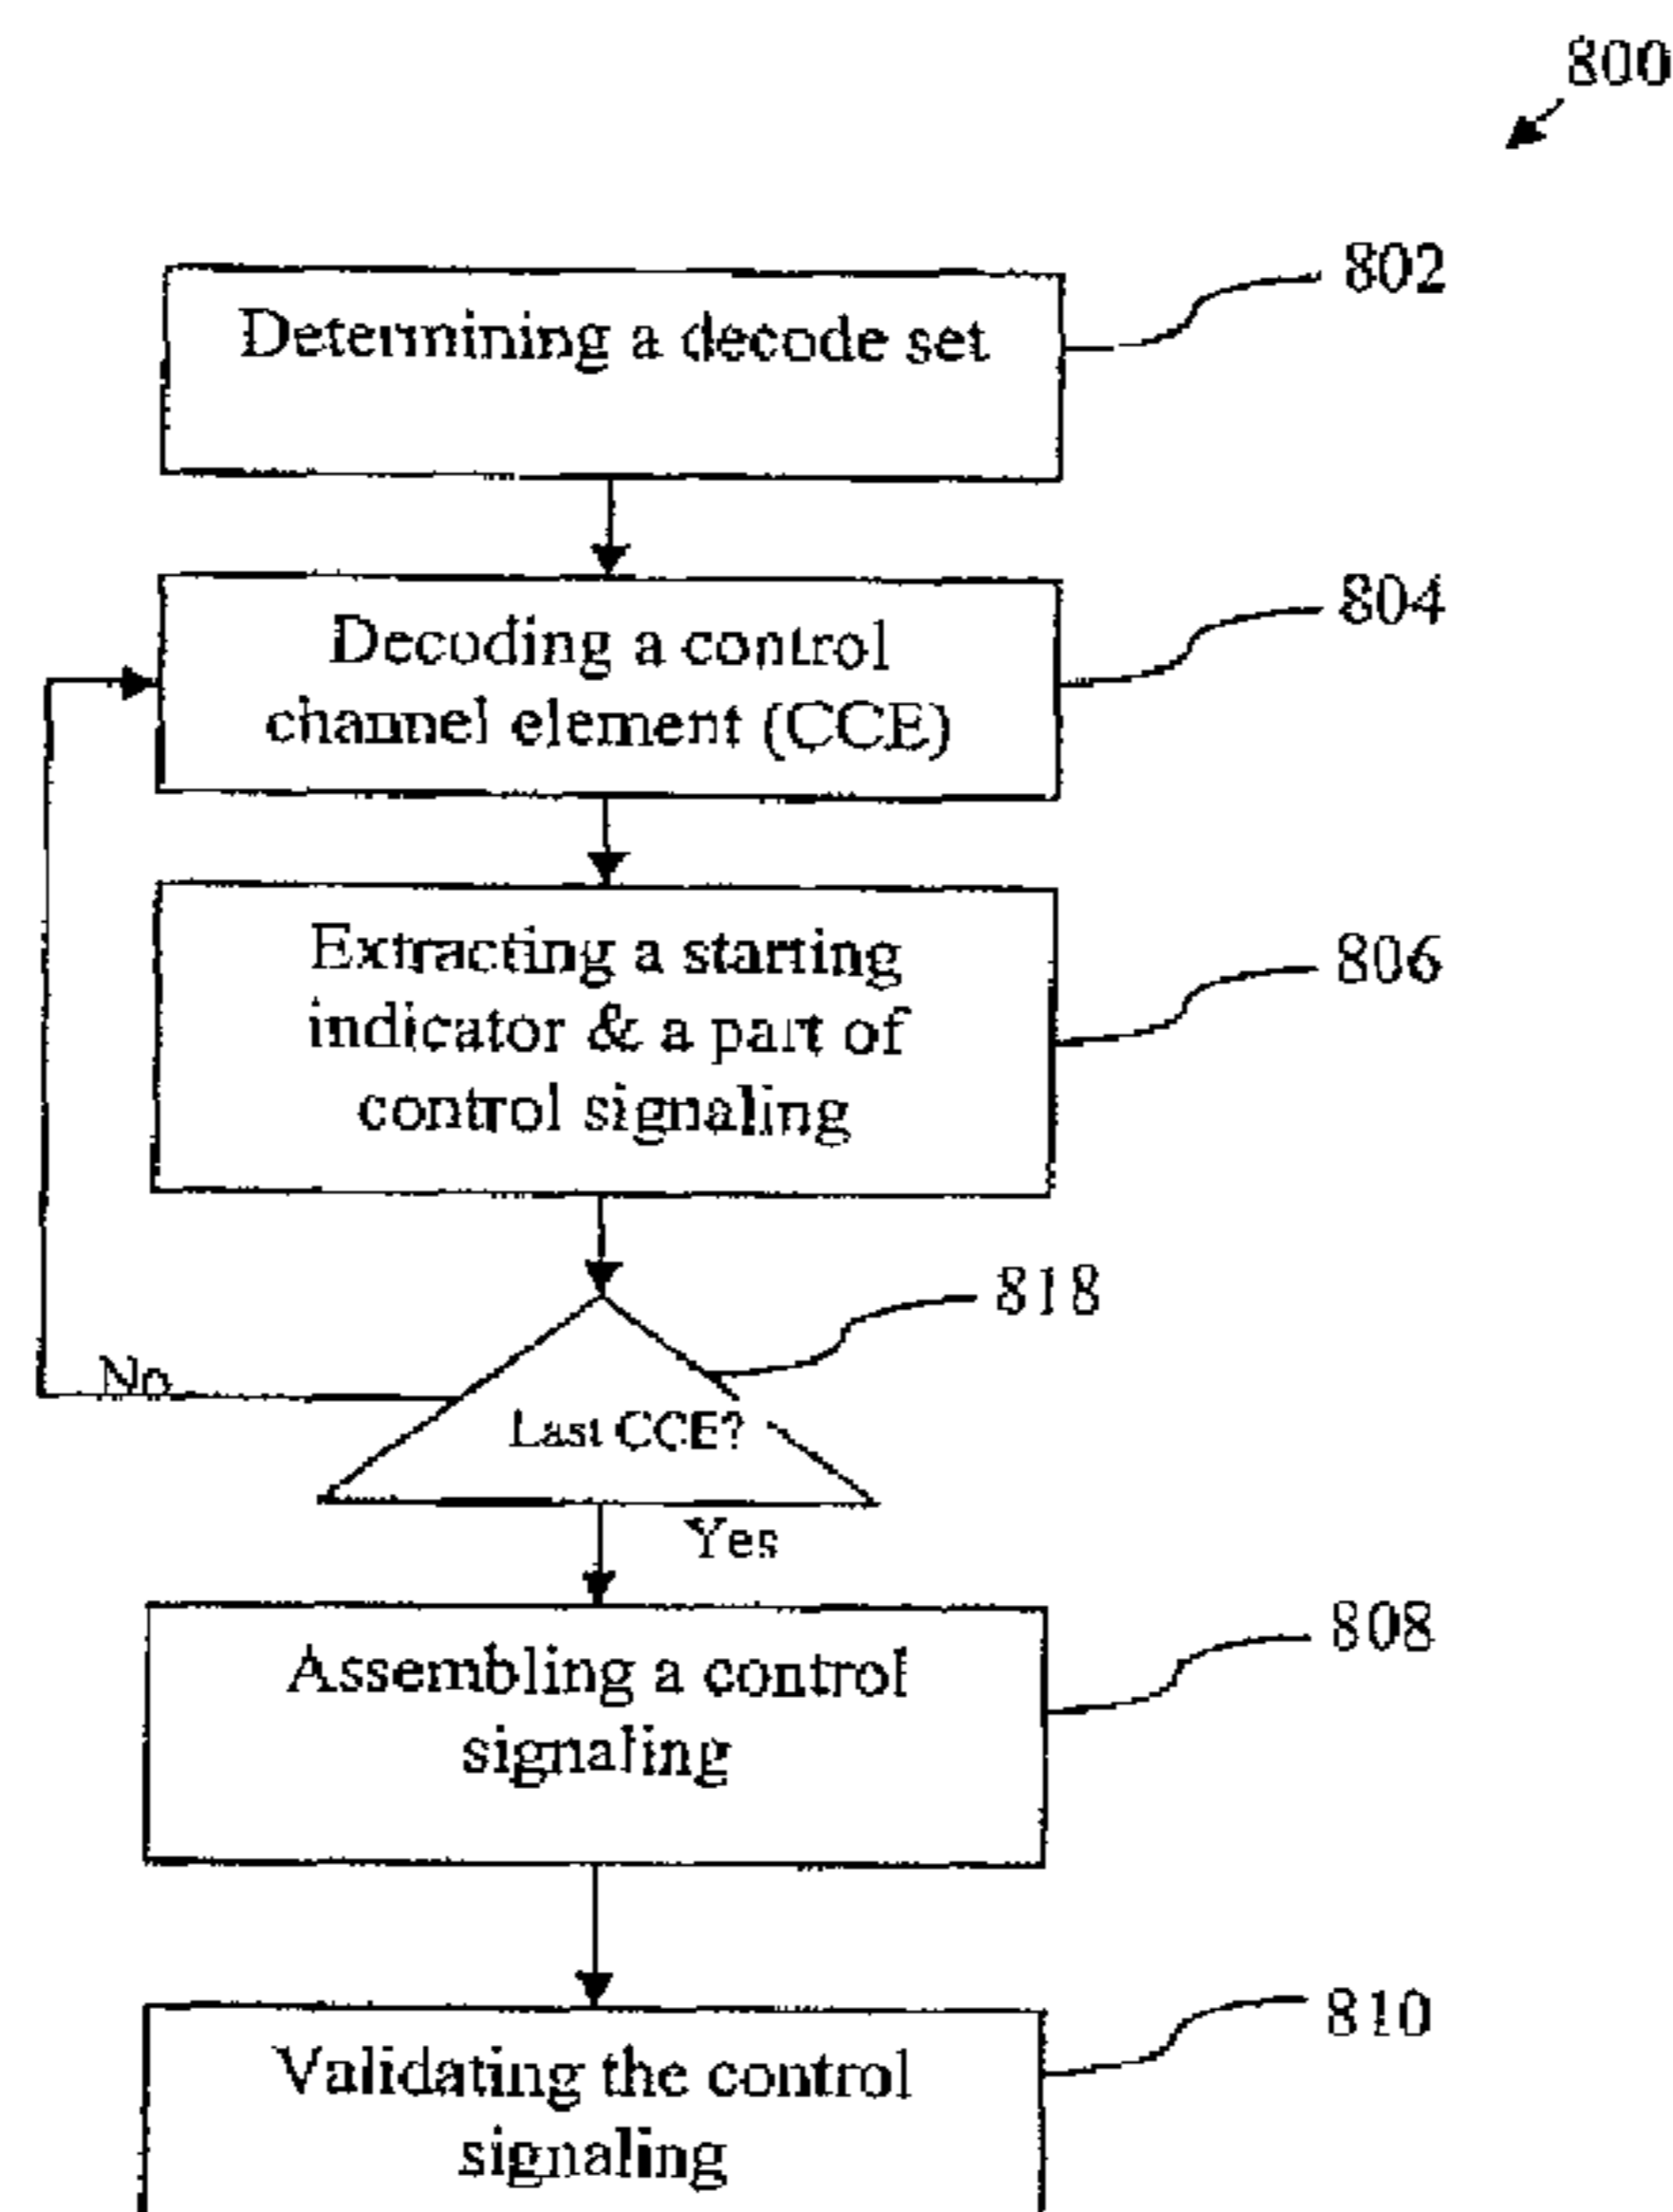 800
Determining a decode set
802
Decoding a control
channel element (CCE)
804
Extracting a starting
indicator & a part of
control signaling
806
818
Last CCE?
No
Yes
Assembling a control
signaling
808
Validating the control
signaling
810